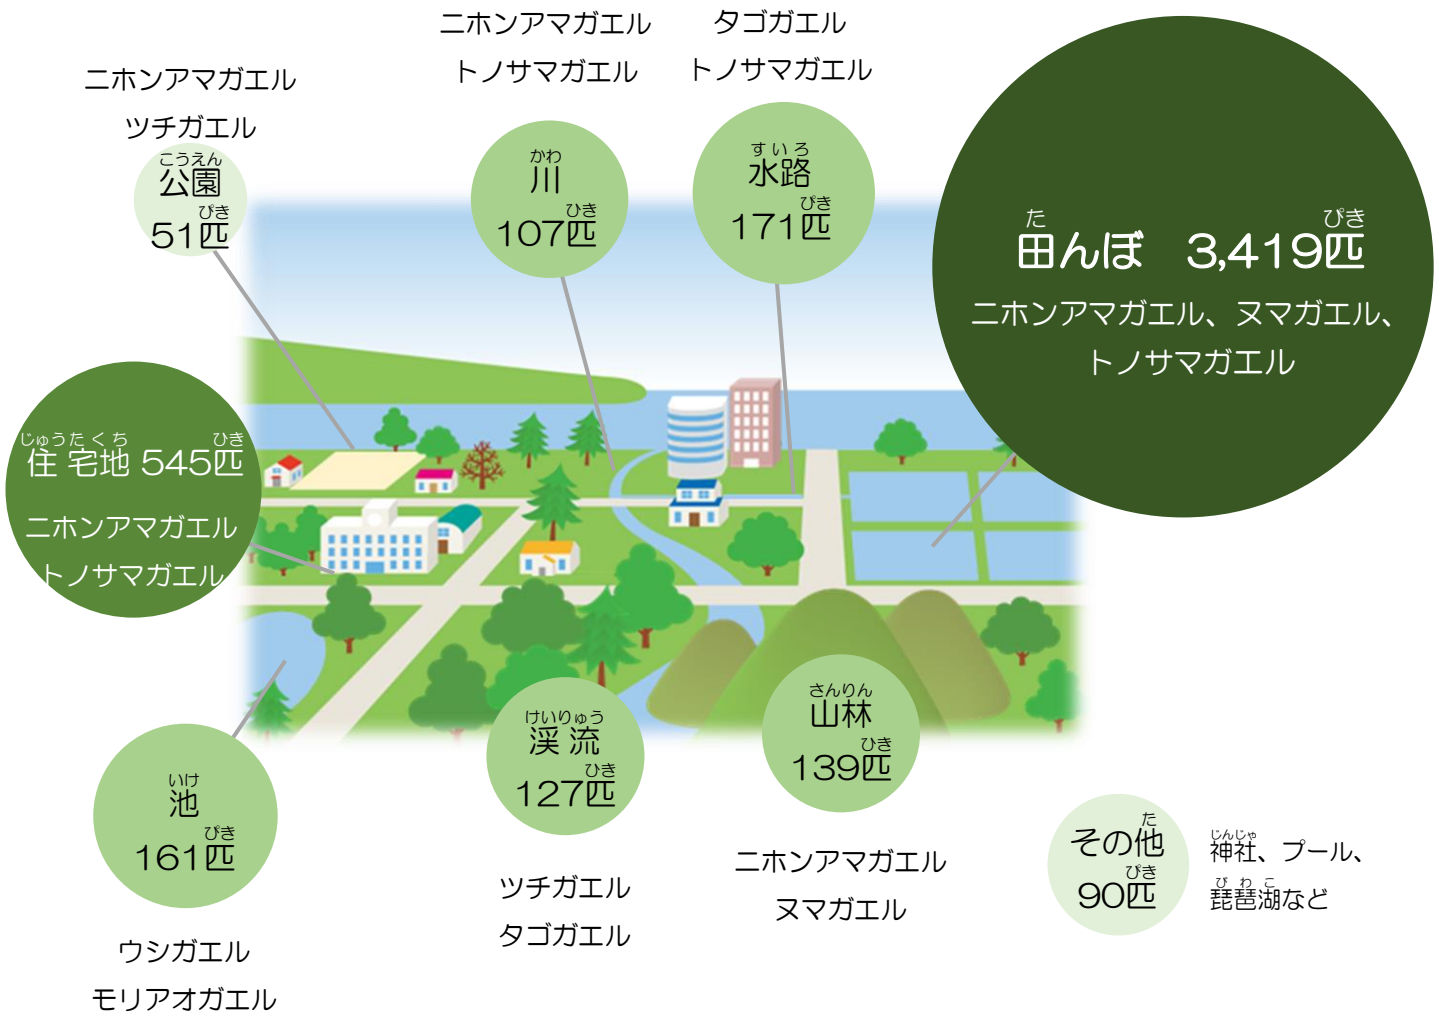 ニホンアマガエル
ツチガエル
こうえん
公園
ぴき
51匹
ニホンアマガエル
トノサマガエル
かわ
川
ひき
107匹
タゴガエル
トノサマガエル
すいろ
水路
ぴき
171匹
た ぴき
田んぼ 3,419匹
ニホンアマガエル、ヌマガエル、
トノサマガエル
じゅうたくち ひき
住宅地 545匹
ニホンアマガエル
トノサマガエル
いけ
池
ぴき
161匹
ウシガエル
モリアオガエル
けいりゅう
渓流
ひき
127匹
ツチガエル
タゴガエル
さんりん
山林
ひき
139匹
ニホンアマガエル
ヌマガエル
た
その他
ぴき
90匹
じんじゃ
神社、プール、
びわこ
琵琶湖など